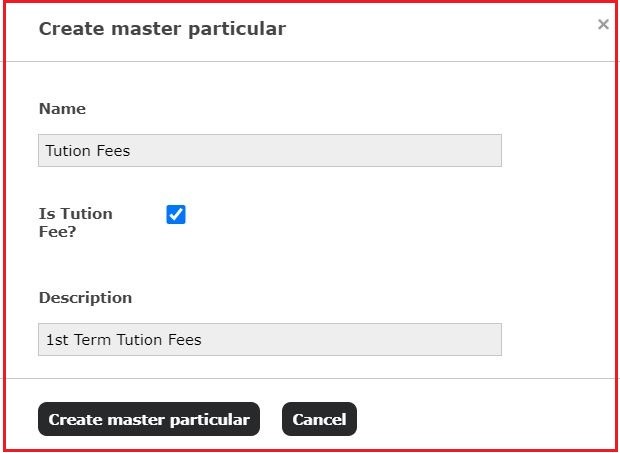 Create master particular
×
Name
Tution Fees
Is Tution
Fee?
Description
1st Term Tution Fees
Create master particular Cancel